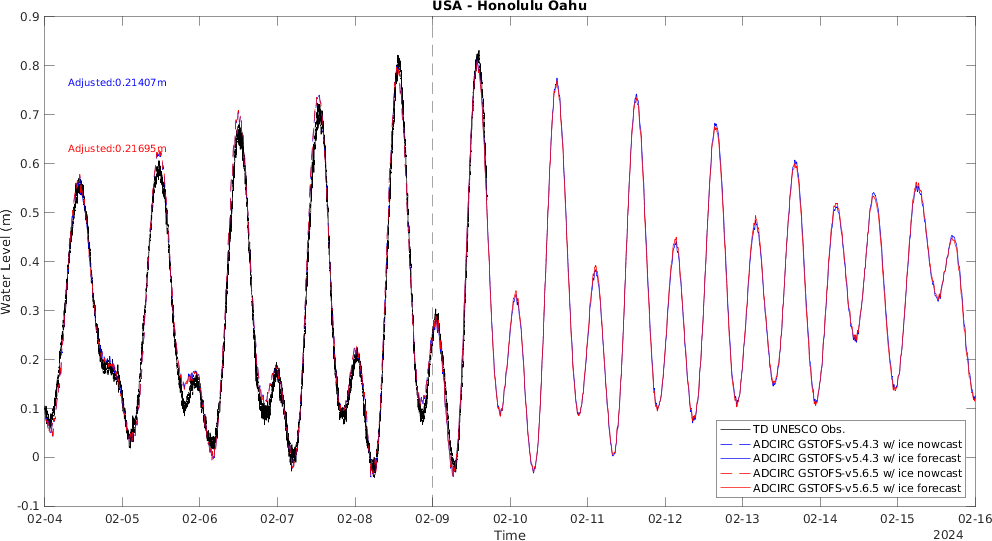 USA - Honolulu Oahu
0.9
0.8
0.7
0.6
0.5
0.4
0.3
0.2
0.1
0
-0.1
Water Level (m)
Adjusted:0.21407m
Adjusted:0.21695m
TD UNESCO Obs.
ADCIRC GSTOFS-v5.4.3 w/ ice nowcast
ADCIRC GSTOFS-v5.4.3 w/ ice forecast
ADCIRC GSTOFS-v5.6.5 w/ ice nowcast
ADCIRC GSTOFS-v5.6.5 w/ ice forecast
02-04 02-05 02-06 02-07 02-08 02-09 02-10 02-11 02-12 02-13 02-14 02-15 02-16
Time
2024